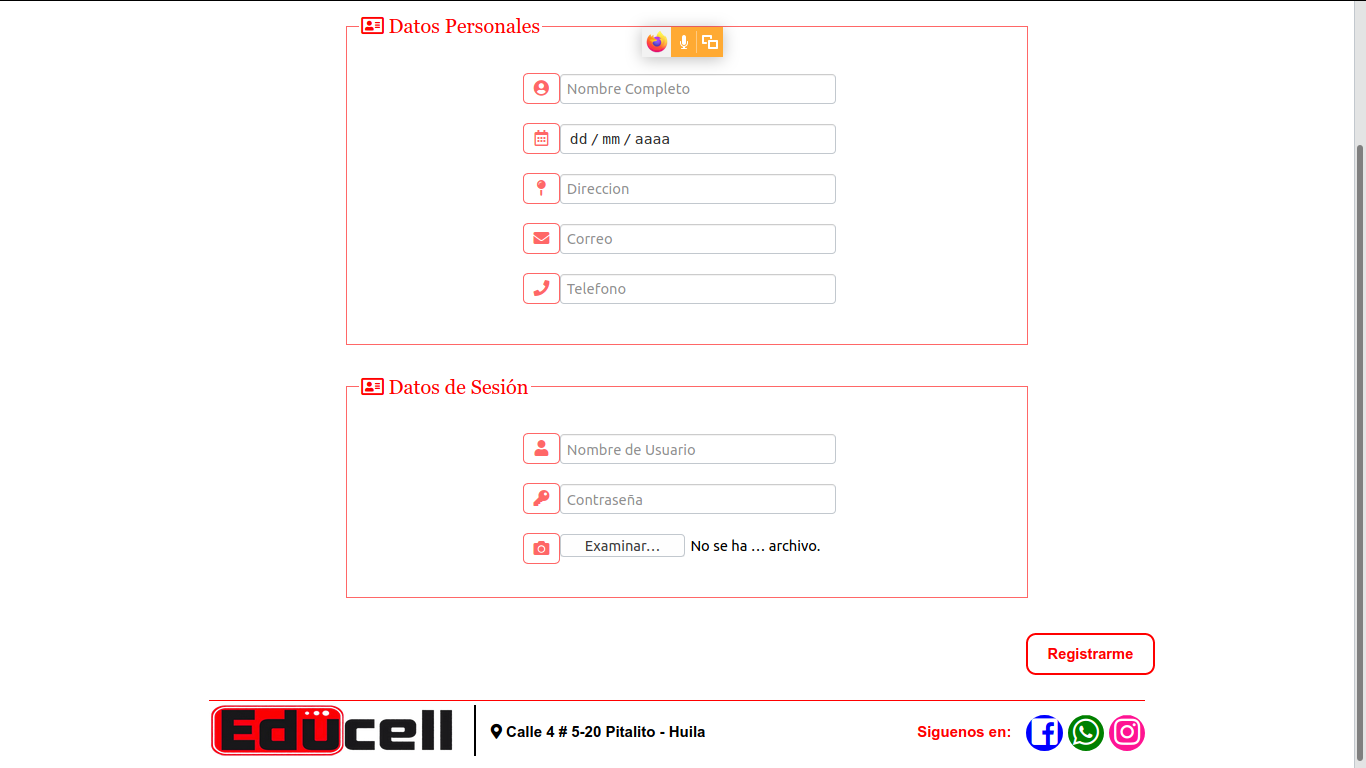 Datos Personales
Nombre Completo
dd / mm / aaaa
Direccion
Correo
Telefono
Datos de Sesión
Nombre de Usuario
Contraseña
Examinar... No se ha ... archivo.
Registrarme
Educell
Calle 4 # 5-20 Pitalito - Huila
Siguenos en: